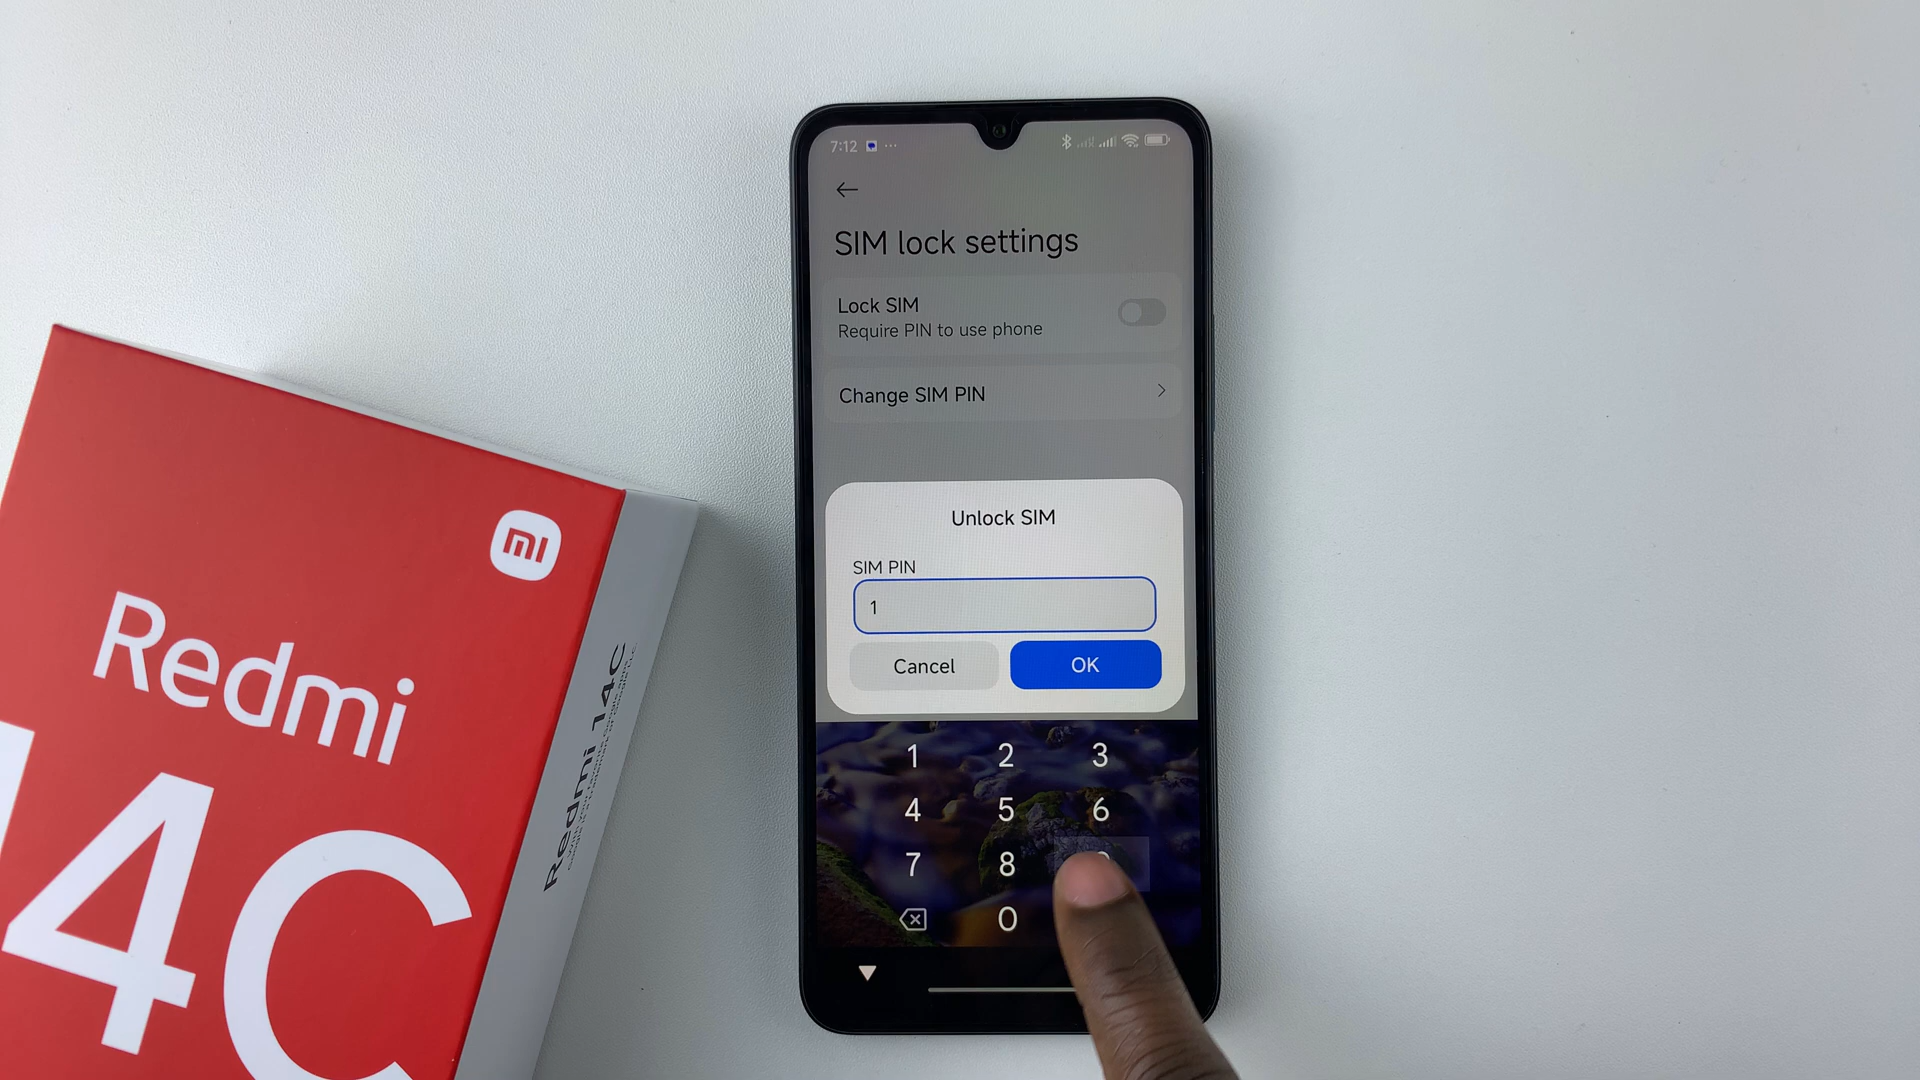 7:12
SIM lock settings
Lock SIM
Require PIN to use phone
Change SIM PIN
Unlock SIM
SIM PIN
1
Cancel
OK
1 2 3
4 5 6
7 8
0
mi
Redmi
14C
Redmi 14C